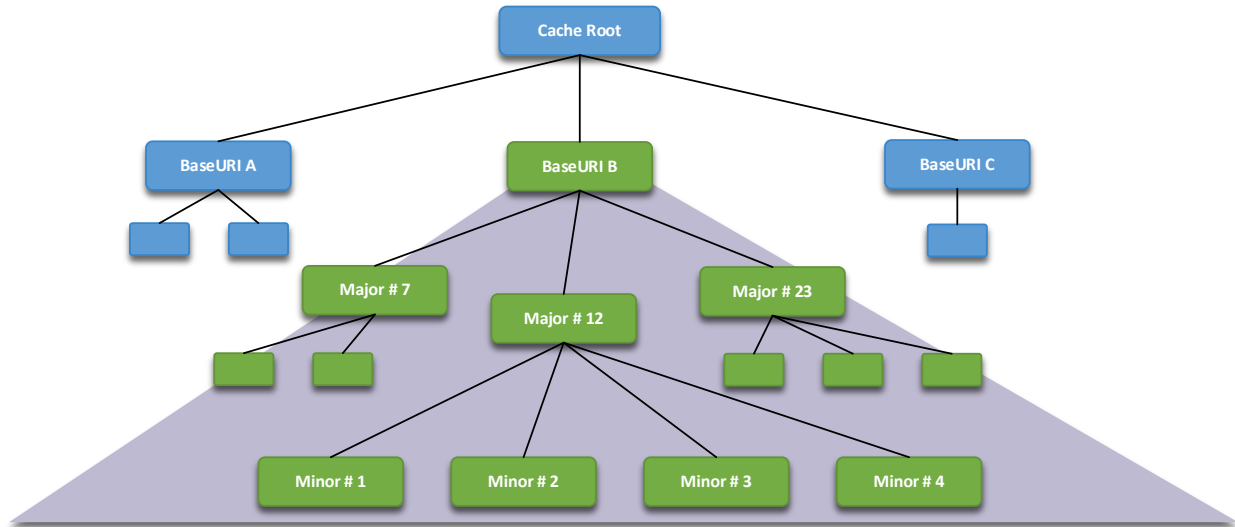 Cache Root
BaseURI A
BaseURI B
BaseURI C
Major # 7
Major # 12
Major # 23
Minor # 1
Minor # 2
Minor # 3
Minor # 4